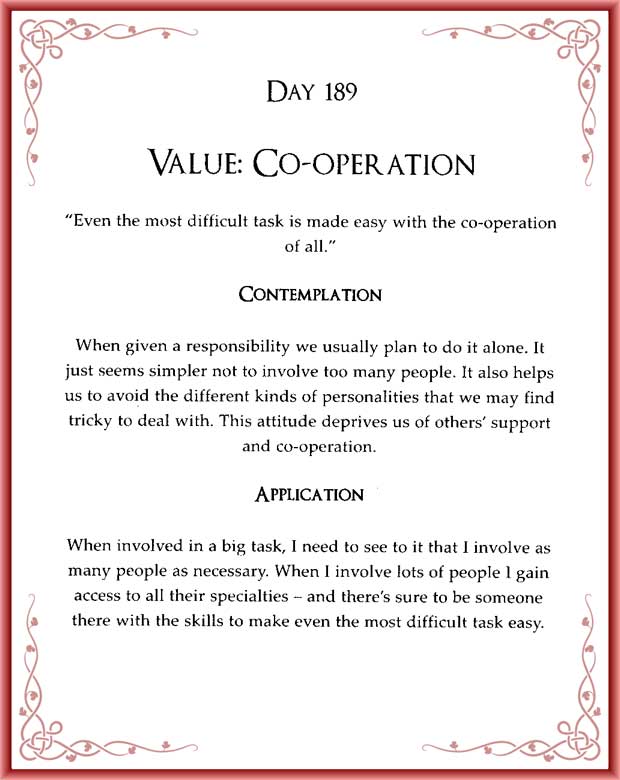 DAY 189
VALUE: CO-OPERATION
“Even the most difficult task is made easy with the co-operation
of all.”
CONTEMPLATION
When given a responsibility we usually plan to do it alone. It
just seems simpler not to involve too many people. It also helps
us to avoid the different kinds of personalities that we may find
tricky to deal with. This attitude deprives us of others’ support
and co-operation.
APPLICATION
When involved in a big task, I need to see to it that I involve as
many people as necessary. When I involve lots of people I gain
access to all their specialties – and there’s sure to be someone
there with the skills to make even the most difficult task easy.